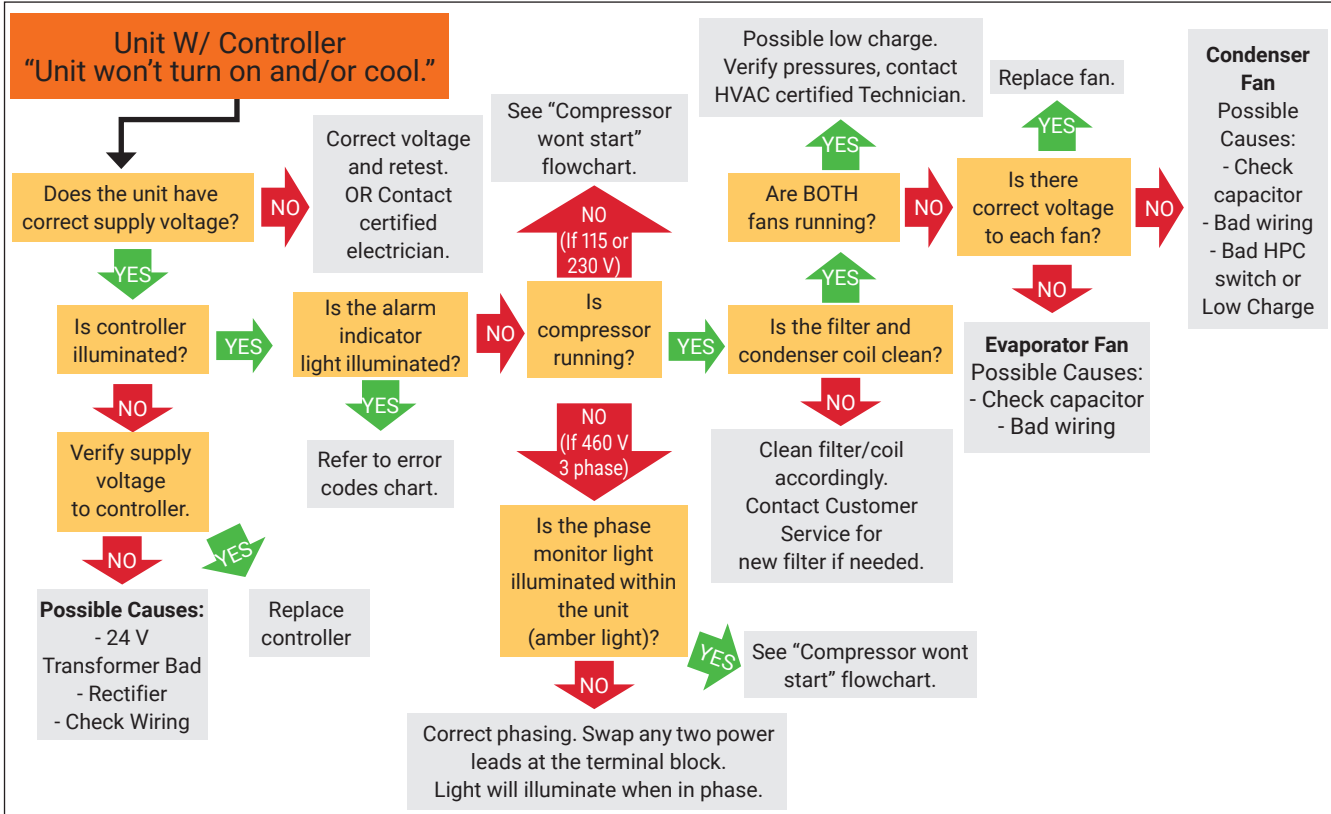 Unit W/ Controller
“Unit won’t turn on and/or cool.”
Does the unit have
correct supply voltage?
NO
Correct voltage
and retest.
OR Contact
certified
electrician.
YES
Is controller
illuminated?
YES
Is the alarm
indicator
light illuminated?
NO
Is
compressor
running?
YES
Is the filter and
condenser coil clean?
NO
Verify supply
voltage
to controller.
NO
YES
Possible Causes:
- 24 V
Transformer Bad
- Rectifier
- Check Wiring
Replace
controller
YES
Refer to error
codes chart.
NO
(If 115 or
230 V)
See “Compressor
wont start”
flowchart.
NO
(If 460 V
3 phase)
Is the phase
monitor light
illuminated within
the unit
(amber light)?
YES
See “Compressor wont
start” flowchart.
NO
Correct phasing. Swap any two power
leads at the terminal block.
Light will illuminate when in phase.
NO
Clean filter/coil
accordingly.
Contact Customer
Service for
new filter if needed.
YES
Are BOTH
fans running?
YES
Possible low charge.
Verify pressures, contact
HVAC certified Technician.
NO
Is there
correct voltage
to each fan?
YES
Replace fan.
NO
Condenser
Fan
Possible
Causes:
- Check
capacitor
- Bad wiring
- Bad HPC
switch or
Low Charge
NO
Evaporator Fan
Possible Causes:
- Check capacitor
- Bad wiring